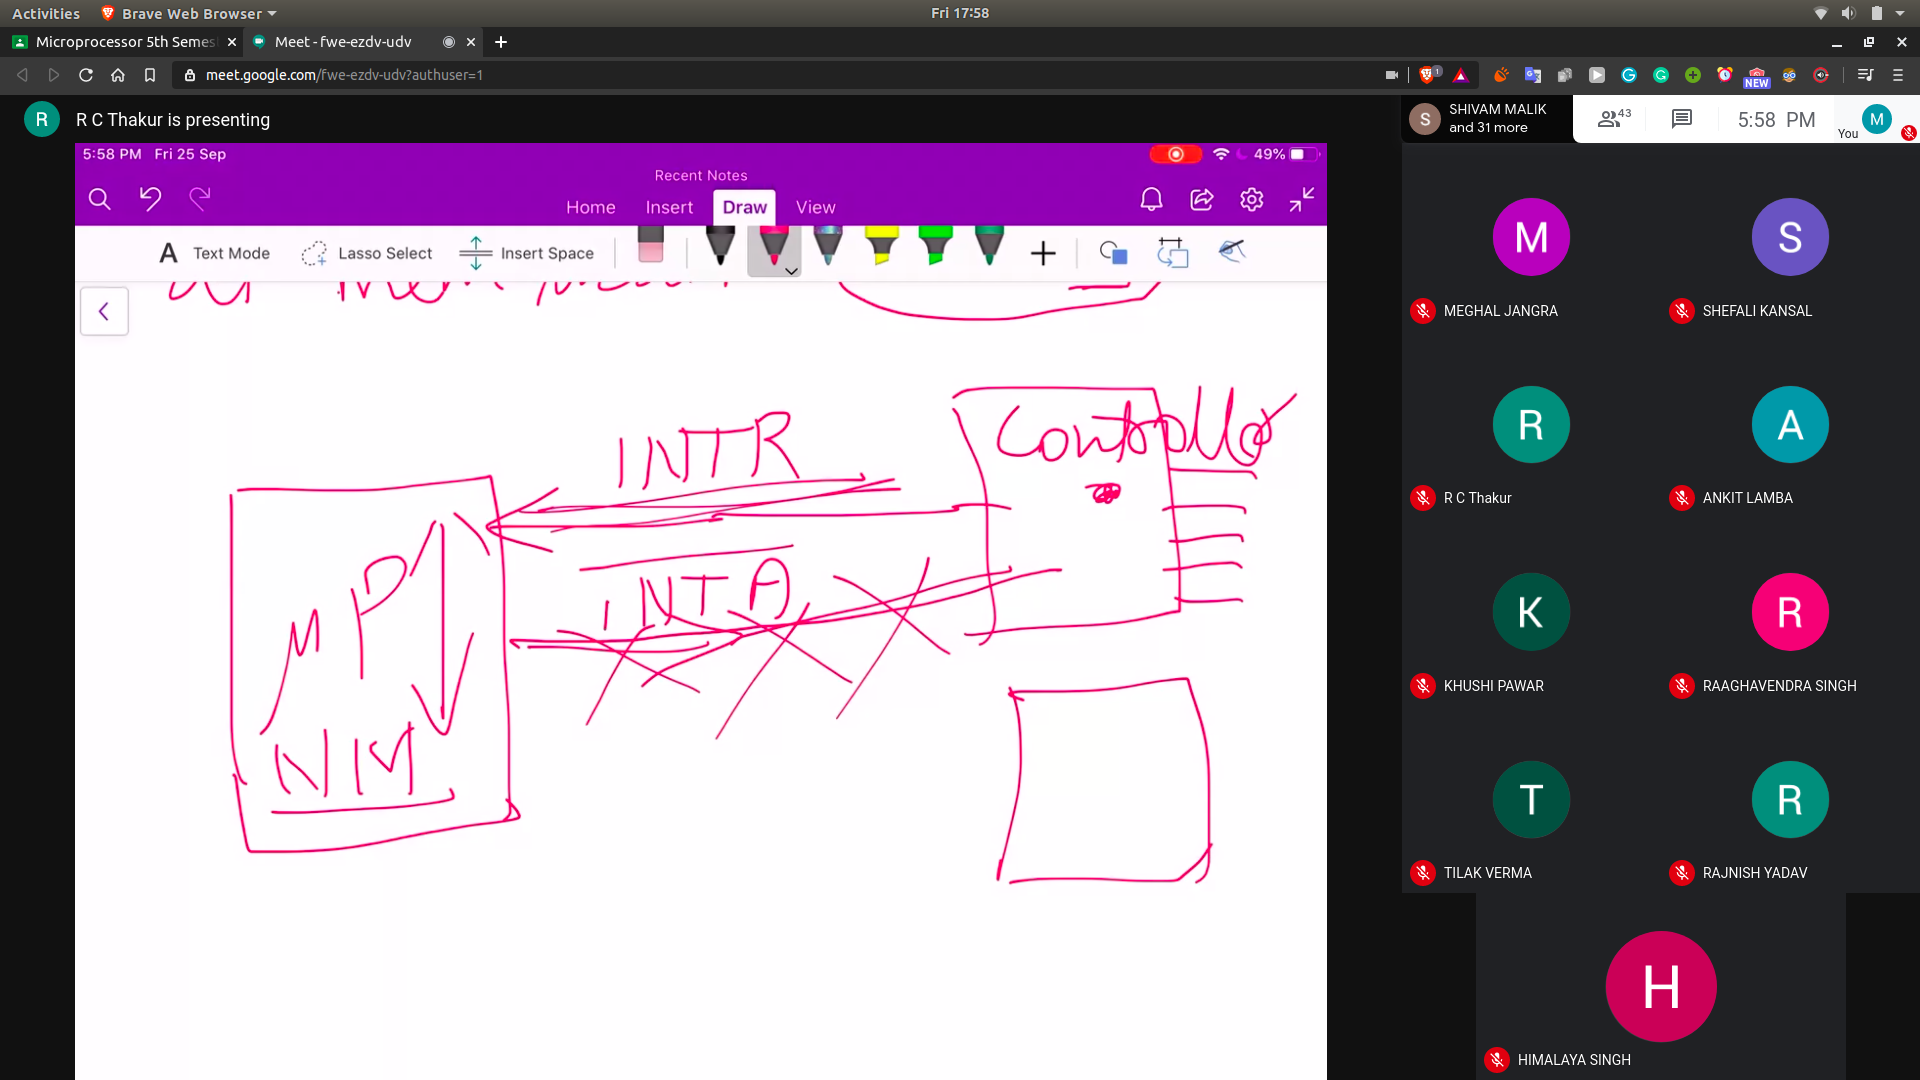 Activities Brave Web Browser Fri 17:58
Microprocessor 5th Semes Meet - fwe-ezdv-udv
meet.google.com/fwe-ezdv-udv?authuser=1
1 NEW
R R C Thakur is presenting
S SHIVAM MALIK
and 31 more
43 5:58 PM You M
5:58 PM Fri 25 Sep 49%
Recent Notes
Home Insert Draw View
A Text Mode Lasso Select Insert Space
Controller
INTR
INTA
MP
NM
M S
MEGHAL JANGRA SHEFALI KANSAL
R A
R C Thakur ANKIT LAMBA
K R
KHUSHI PAWAR RAAGHAVENDRA SINGH
T R
TILAK VERMA RAJNISH YADAV
H
HIMALAYA SINGH